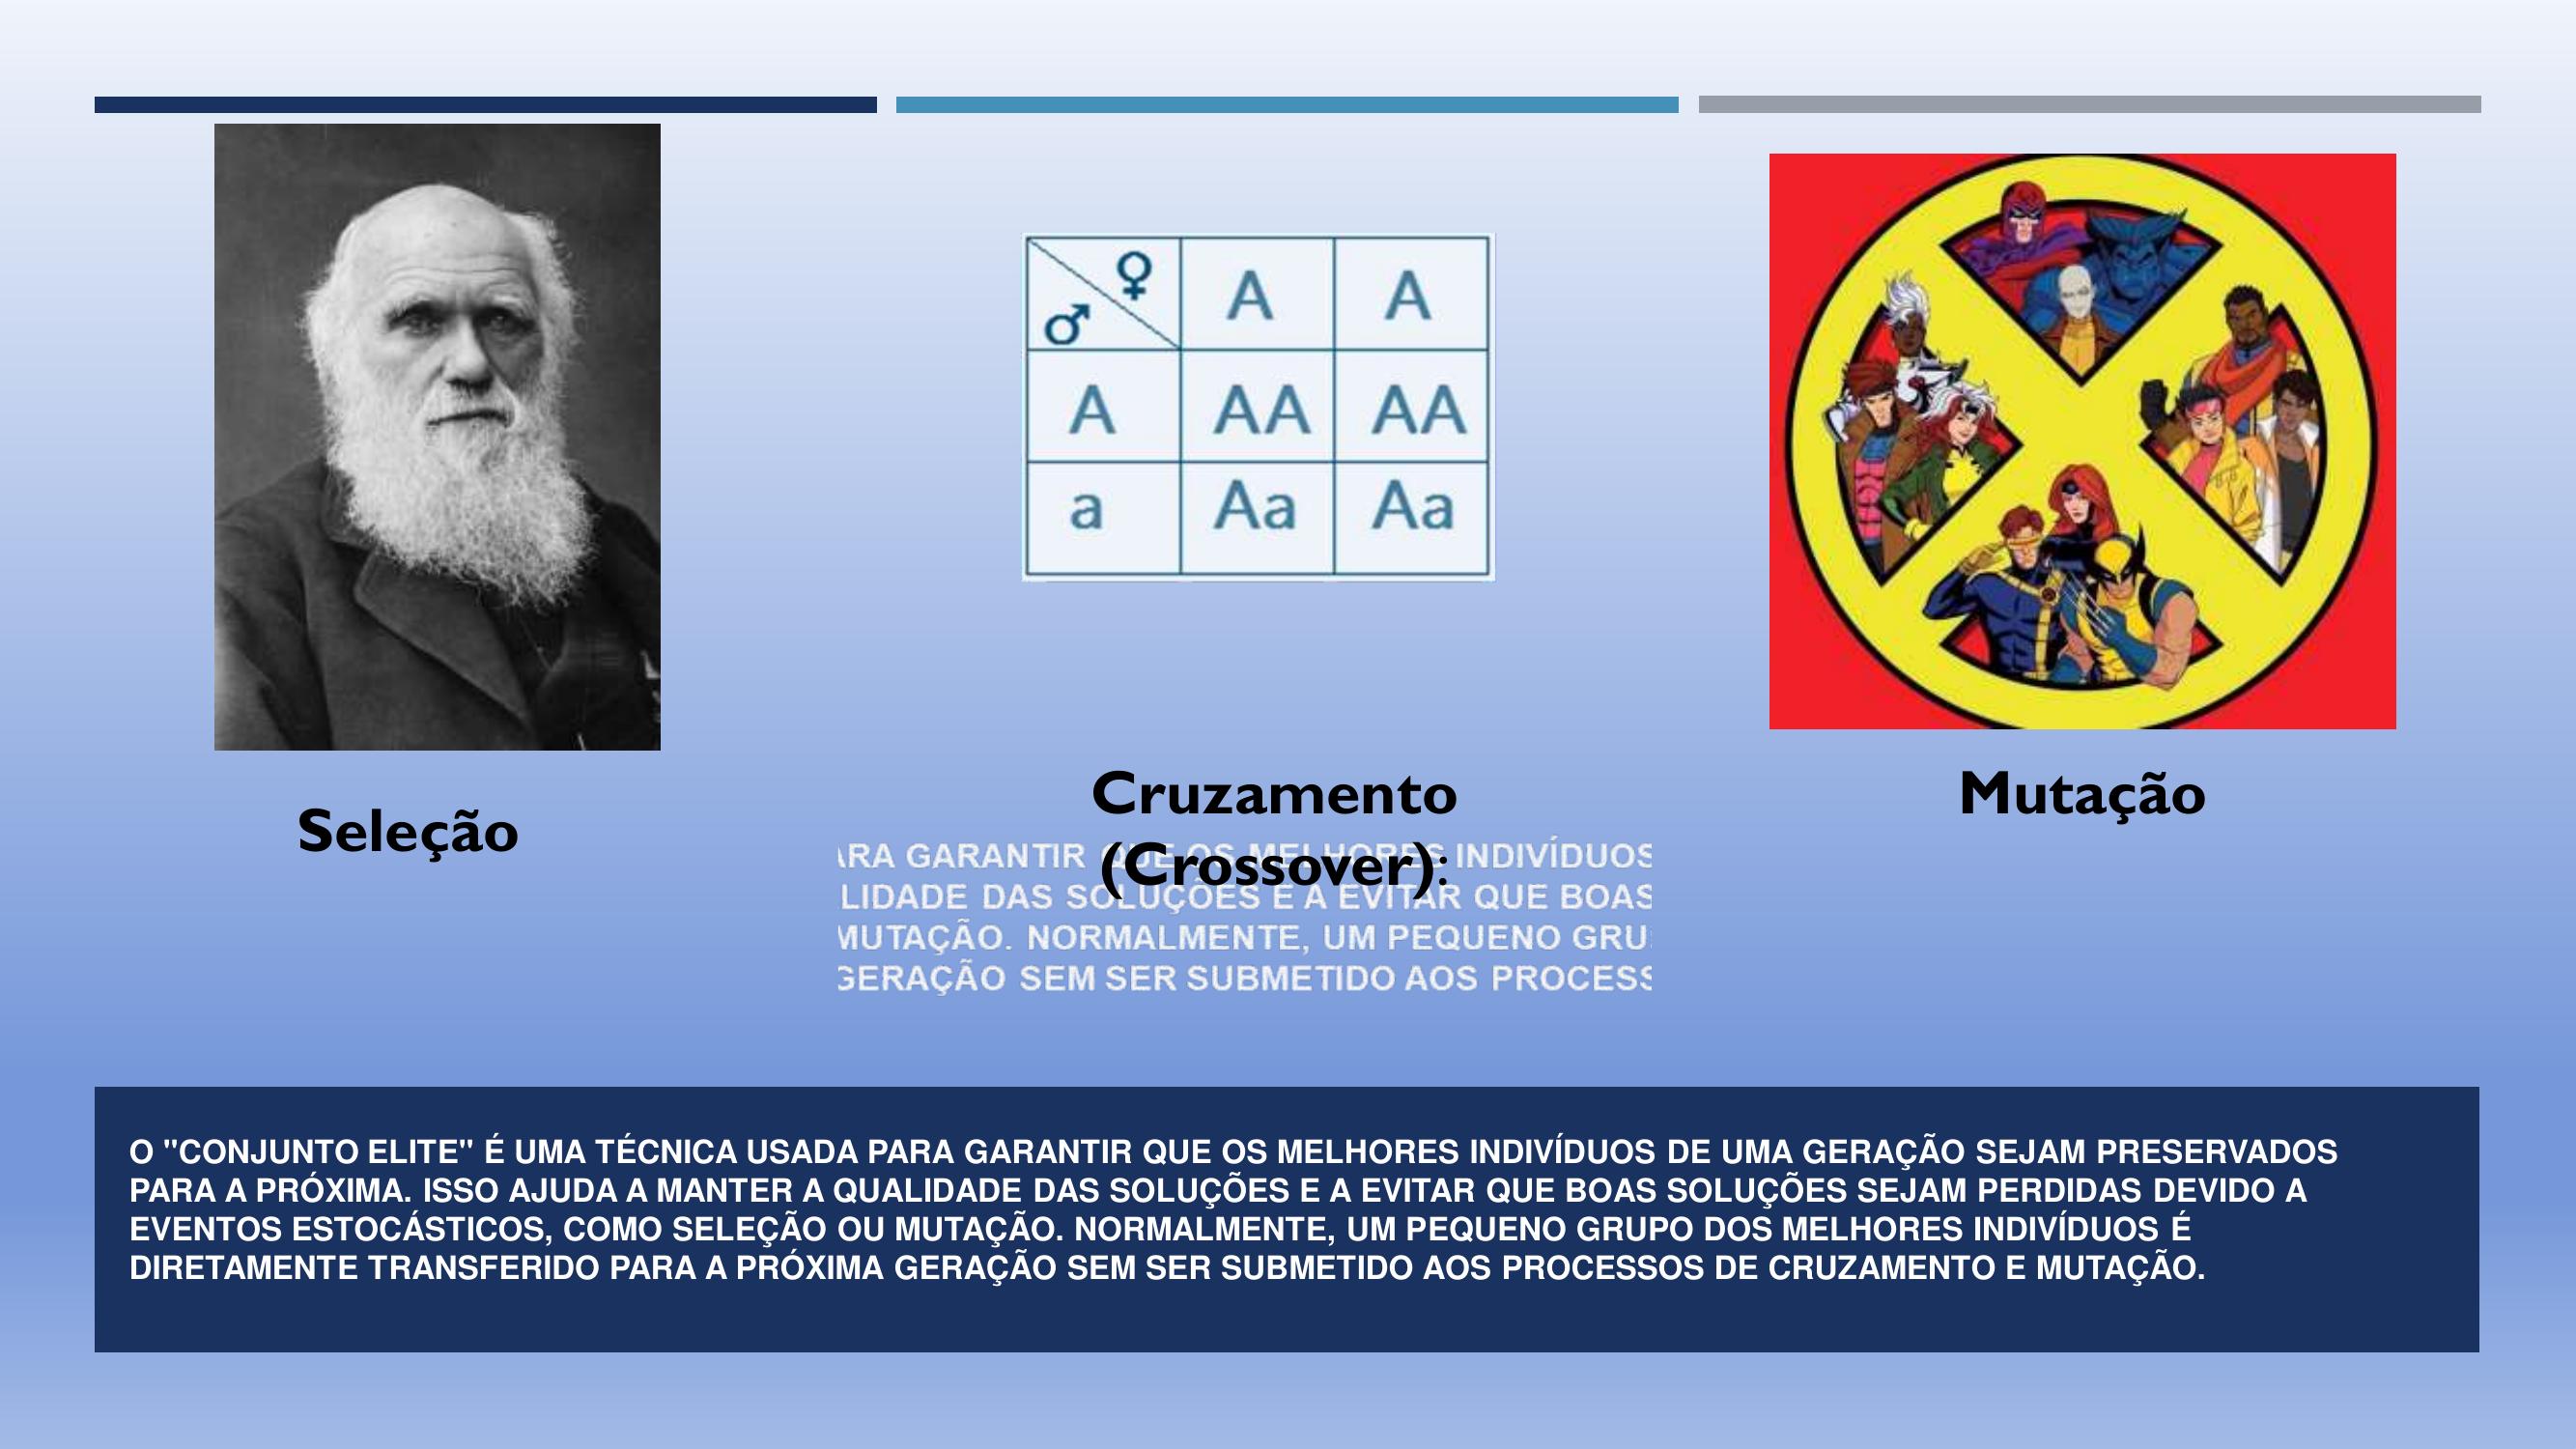 ♀ A A
♂
A AA AA
a Aa Aa
Seleção
Cruzamento
(Crossover):
Mutação
RA GARANTIR QUE OS MELHORES INDIVÍDUOS
LIDADE DAS SOLUÇÕES E A EVITAR QUE BOAS
MUTAÇÃO. NORMALMENTE, UM PEQUENO GRU
GERAÇÃO SEM SER SUBMETIDO AOS PROCESS
O "CONJUNTO ELITE" É UMA TÉCNICA USADA PARA GARANTIR QUE OS MELHORES INDIVÍDUOS DE UMA GERAÇÃO SEJAM PRESERVADOS
PARA A PRÓXIMA. ISSO AJUDA A MANTER A QUALIDADE DAS SOLUÇÕES E A EVITAR QUE BOAS SOLUÇÕES SEJAM PERDIDAS DEVIDO A
EVENTOS ESTOCÁSTICOS, COMO SELEÇÃO OU MUTAÇÃO. NORMALMENTE, UM PEQUENO GRUPO DOS MELHORES INDIVÍDUOS É
DIRETAMENTE TRANSFERIDO PARA A PRÓXIMA GERAÇÃO SEM SER SUBMETIDO AOS PROCESSOS DE CRUZAMENTO E MUTAÇÃO.